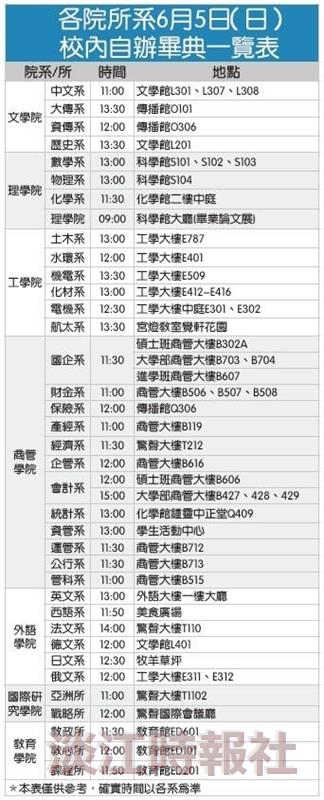 各院所系6月5日(日)
校內自辦畢典一覽表
院系/所 時間 地點
文學院
中文系 11:00 文學館L301、L307、L308
大傳系 13:30 傳播館O101
資傳系 12:00 傳播館O306
歷史系 13:30 文學館L201
理學院
數學系 13:00 科學館S101、S102、S103
物理系 13:00 科學館S104
化學系 11:30 化學館二樓中庭
理學院 09:00 科學館大廳(畢業論文展)
工學院
土木系 13:00 工學大樓E787
水環系 12:00 工學大樓E401
機電系 13:30 工學大樓E509
化材系 13:00 工學大樓E412-E416
電機系 12:30 工學大樓中庭E301、E302
航太系 13:30 宮燈教室覺軒花園
商管學院
國企系 11:30 碩士班商管大樓B302A
大學部商管大樓B703、B704
進學班商管大樓B607
財金系 11:00 商管大樓B506、B507、B508
保險系 12:00 傳播館Q306
產經系 11:00 商管大樓B119
經濟系 11:30 驚聲大樓T212
企管系 12:00 商管大樓B616
會計系 12:00 碩士班商管大樓B606
15:00 大學部商管大樓B427、428、429
統計系 13:00 化學館鍾靈中正堂Q409
資管系 13:00 學生活動中心
運管系 11:30 商管大樓B712
公行系 11:30 商管大樓B713
管科系 11:00 商管大樓B515
外語學院
英文系 13:00 外語大樓一樓大廳
西語系 11:50 美食廣場
法文系 14:00 驚聲大樓T110
德文系 12:00 文學館L401
日文系 12:30 牧羊草坪
俄文系 12:00 工學大樓E311、E312
國際研究學院
亞洲所 11:00 驚聲大樓T1102
戰略所 12:00 驚聲國際會議廳
教育學院
教政所 11:30 教育館ED601
教心所 12:00 教育館ED101
課程所 11:50 教育館ED201
＊本表僅供參考，確實時間以各系為準
淡江時報社